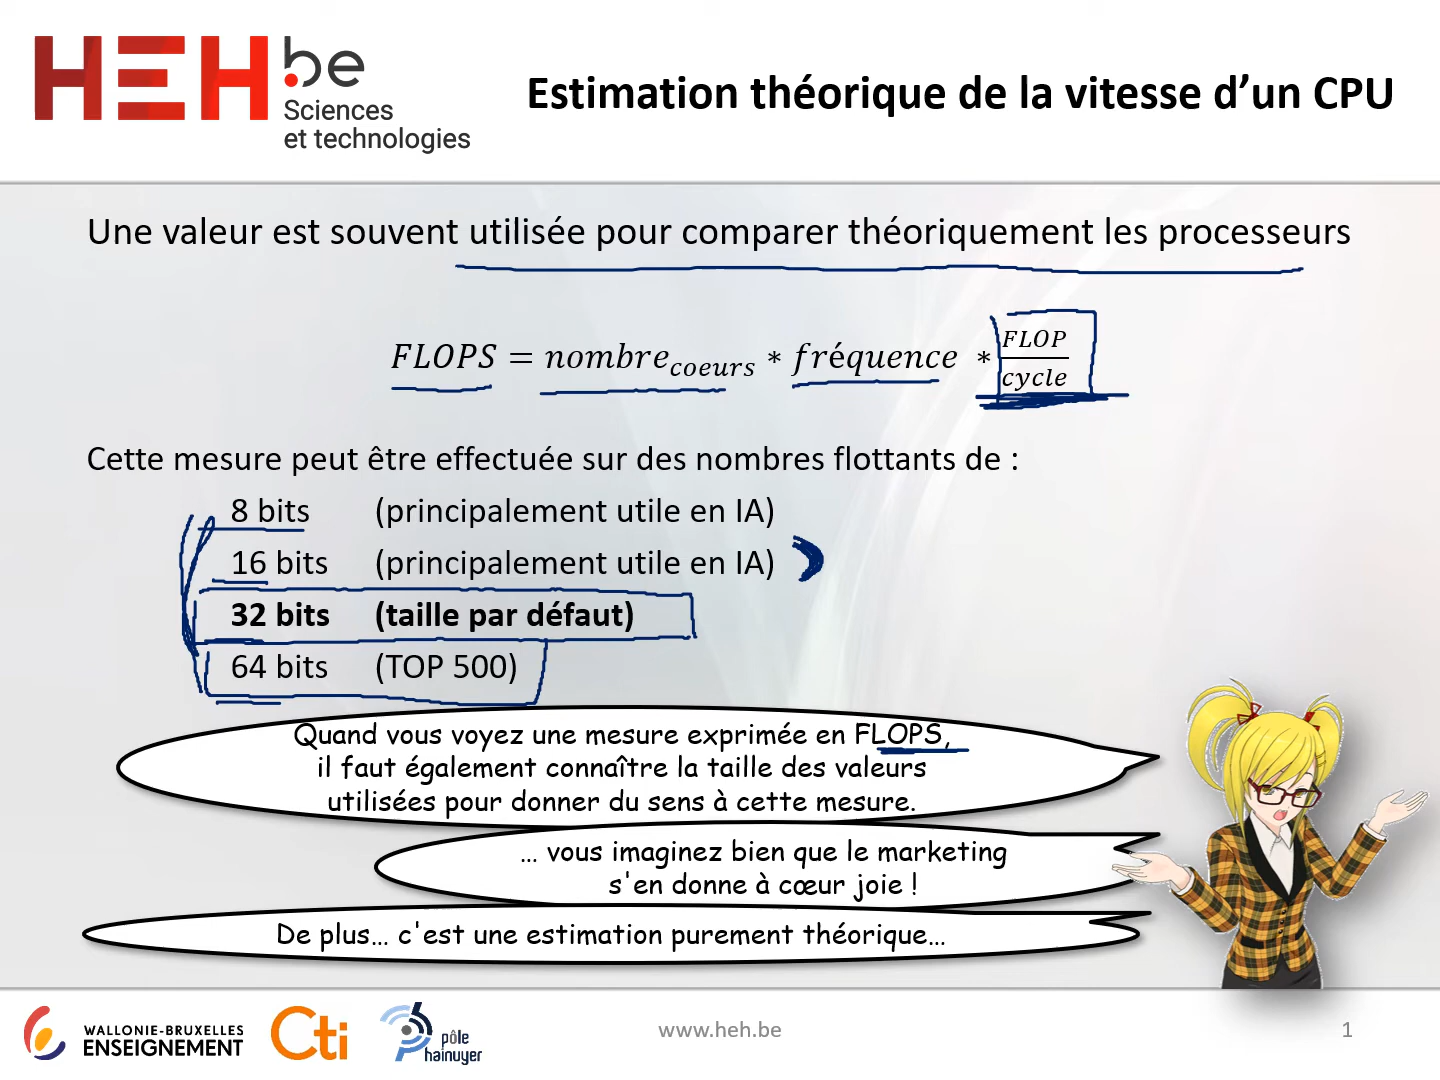 HEH.be
Sciences
et technologies
Estimation théorique de la vitesse d’un CPU
Une valeur est souvent utilisée pour comparer théoriquement les processeurs
FLOPS = nombre_coeurs * fréquence * FLOP/cycle
Cette mesure peut être effectuée sur des nombres flottants de :
8 bits (principalement utile en IA)
16 bits (principalement utile en IA)
32 bits (taille par défaut)
64 bits (TOP 500)
Quand vous voyez une mesure exprimée en FLOPS,
il faut également connaître la taille des valeurs
utilisées pour donner du sens à cette mesure.
... vous imaginez bien que le marketing
s'en donne à cœur joie !
De plus... c'est une estimation purement théorique...
WALLONIE-BRUXELLES
ENSEIGNEMENT
Cti
pôle
hainuyer
www.heh.be
1